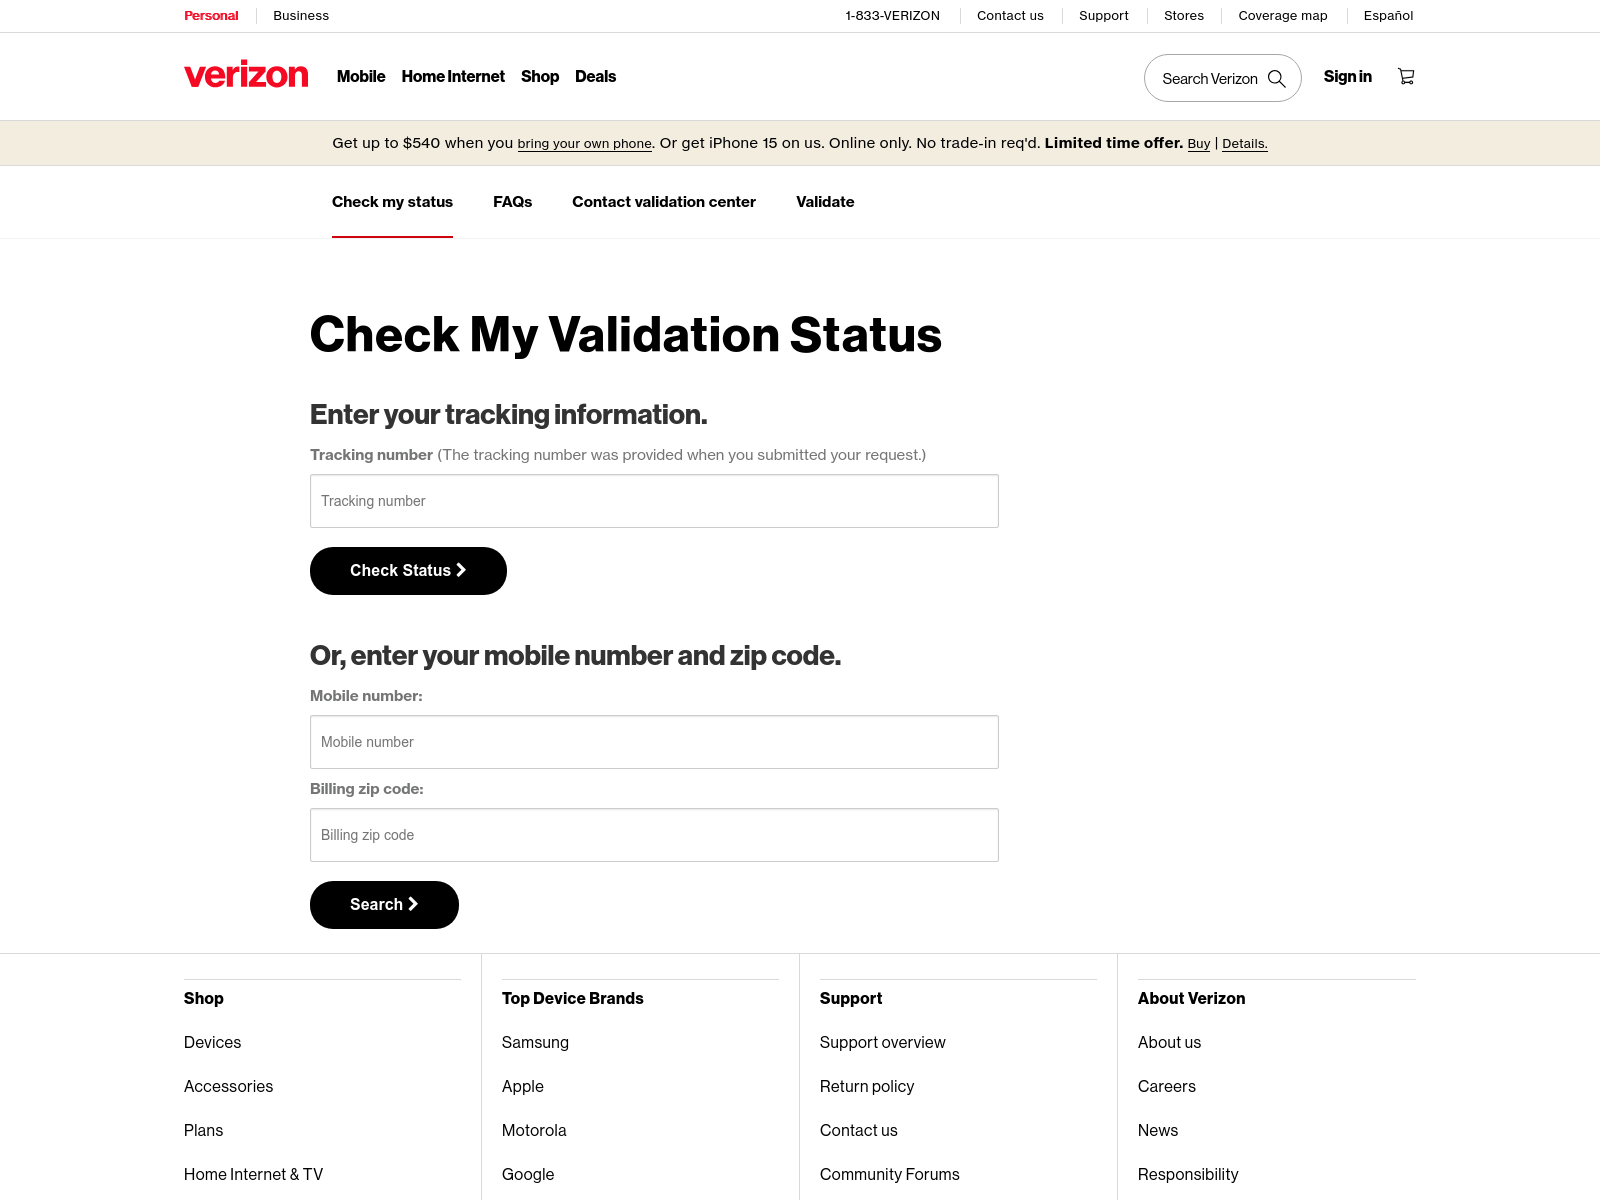 Personal
Business
1-833-VERIZON
Contact us
Support
Stores
Coverage map
Español
verizon
Mobile
Home Internet
Shop
Deals
Search Verizon
Sign in
Get up to $540 when you bring your own phone. Or get iPhone 15 on us. Online only. No trade-in req'd. Limited time offer. Buy | Details.
Check my status
FAQs
Contact validation center
Validate
Check My Validation Status
Enter your tracking information.
Tracking number (The tracking number was provided when you submitted your request.)
Tracking number
Check Status
Or, enter your mobile number and zip code.
Mobile number:
Mobile number
Billing zip code:
Billing zip code
Search
Shop
Devices
Accessories
Plans
Home Internet & TV
Top Device Brands
Samsung
Apple
Motorola
Google
Support
Support overview
Return policy
Contact us
Community Forums
About Verizon
About us
Careers
News
Responsibility